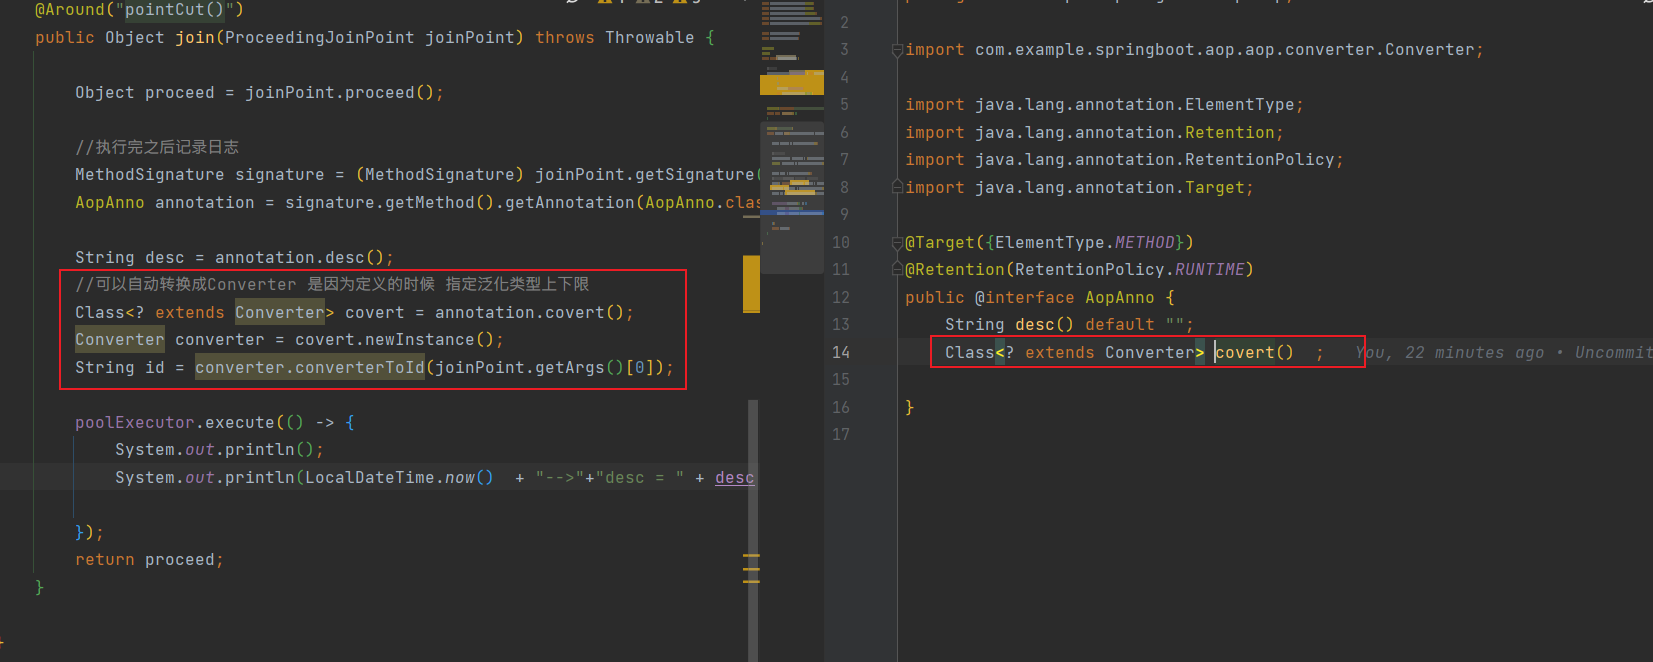 @Around("pointCut()")
public Object join(ProceedingJoinPoint joinPoint) throws Throwable {
Object proceed = joinPoint.proceed();
//执行完之后记录日志
MethodSignature signature = (MethodSignature) joinPoint.getSignature(
AopAnno annotation = signature.getMethod().getAnnotation(AopAnno.clas
String desc = annotation.desc();
//可以自动转换成Converter 是因为定义的时候 指定泛化类型上下限
Class<? extends Converter> covert = annotation.covert();
Converter converter = covert.newInstance();
String id = converter.converterToId(joinPoint.getArgs()[0]);
poolExecutor.execute(() -> {
System.out.println();
System.out.println(LocalDateTime.now()  + "-->"+"desc = " + desc
});
return proceed;
}
2
3 import com.example.springboot.aop.aop.converter.Converter;
4
5 import java.lang.annotation.ElementType;
6 import java.lang.annotation.Retention;
7 import java.lang.annotation.RetentionPolicy;
8 import java.lang.annotation.Target;
9
10 @Target({ElementType.METHOD})
11 @Retention(RetentionPolicy.RUNTIME)
12 public @interface AopAnno {
13 String desc() default "";
14 Class<? extends Converter> covert()  ; You, 22 minutes ago • Uncommit
15
16 }
17